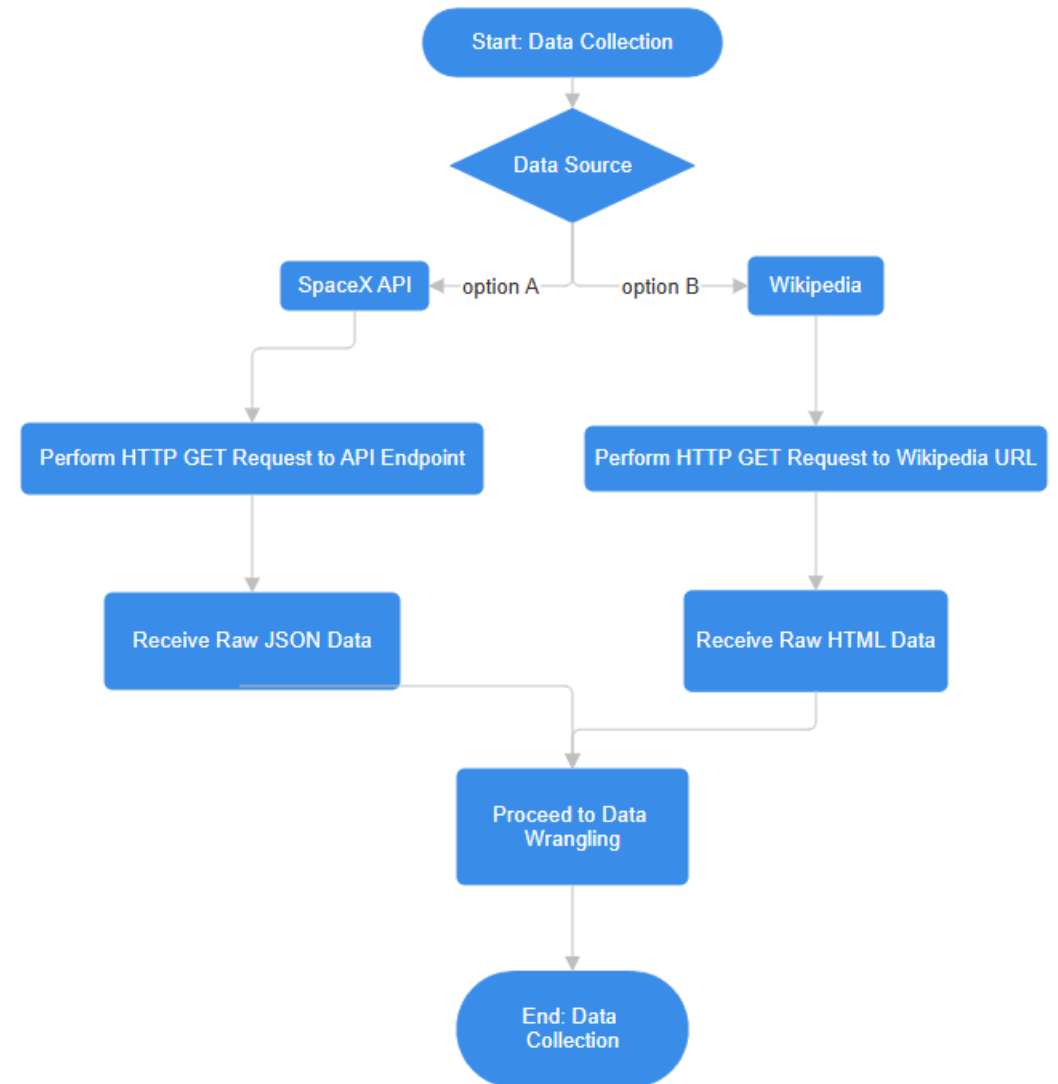 Start: Data Collection
Data Source
SpaceX API
option A
option B
Wikipedia
Perform HTTP GET Request to API Endpoint
Perform HTTP GET Request to Wikipedia URL
Receive Raw JSON Data
Receive Raw HTML Data
Proceed to Data
Wrangling
End: Data
Collection